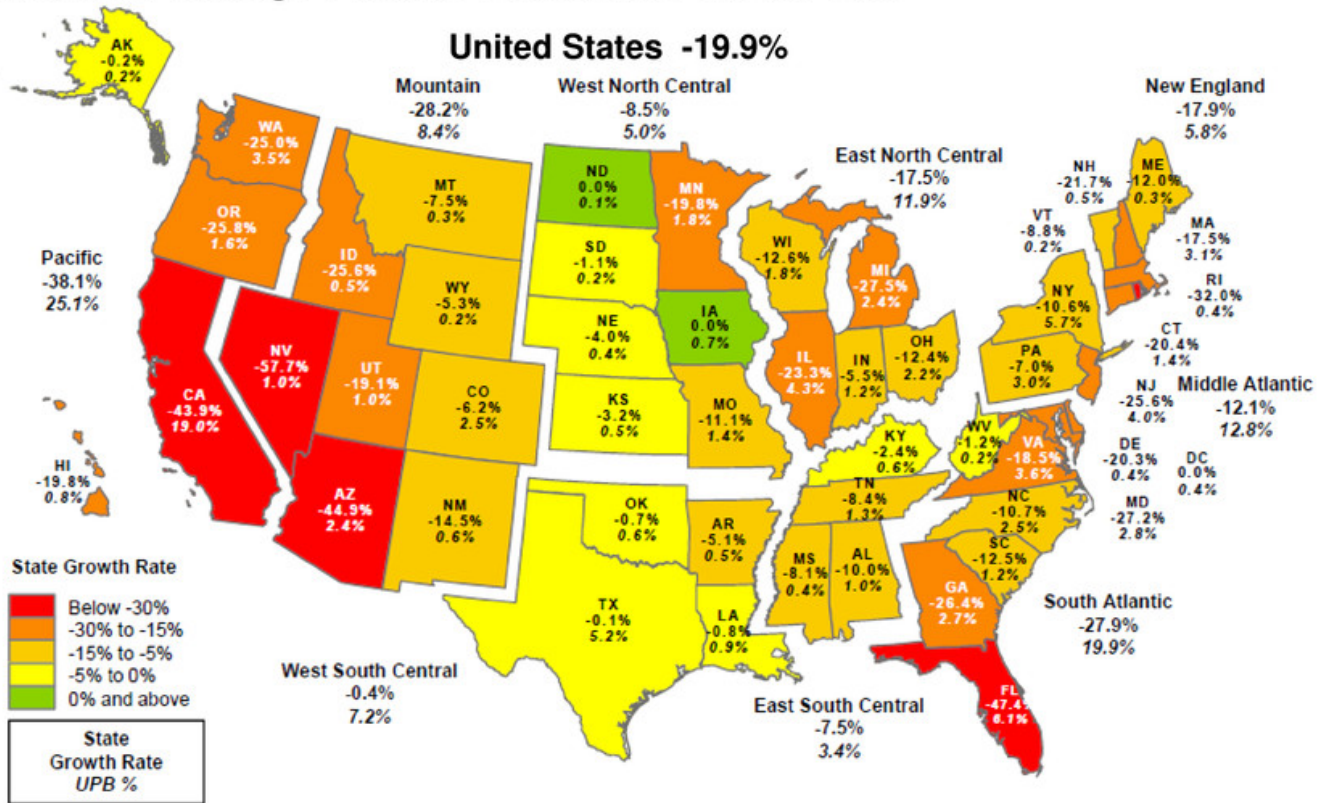 United States -19.9%
AK
-0.2%
0.2%
Mountain
-28.2%
8.4%
West North Central
-8.5%
5.0%
New England
-17.9%
5.8%
East North Central
-17.5%
11.9%
Pacific
-38.1%
25.1%
WA
-25.0%
3.5%
OR
-25.8%
1.6%
ID
-25.6%
0.5%
MT
-7.5%
0.3%
WY
-5.3%
0.2%
ND
0.0%
0.1%
SD
-1.1%
0.2%
NE
-4.0%
0.4%
KS
-3.2%
0.5%
MN
-19.8%
1.8%
IA
0.0%
0.7%
MO
-11.1%
1.4%
WI
-12.6%
1.8%
MI
-27.5%
2.4%
IL
-23.3%
4.3%
IN
-5.5%
1.2%
OH
-12.4%
2.2%
NH
-21.7%
0.5%
VT
-8.8%
0.2%
ME
-12.0%
0.3%
MA
-17.5%
3.1%
RI
-32.0%
0.4%
CT
-20.4%
1.4%
NY
-10.6%
5.7%
PA
-7.0%
3.0%
NJ
-25.6%
4.0%
Middle Atlantic
-12.1%
12.8%
DE
-20.3%
0.4%
DC
0.0%
0.4%
MD
-27.2%
2.8%
CA
-43.9%
19.0%
NV
-57.7%
1.0%
UT
-19.1%
1.0%
CO
-6.2%
2.5%
AZ
-44.9%
2.4%
NM
-14.5%
0.6%
HI
-19.8%
0.8%
OK
-0.7%
0.6%
TX
-0.1%
5.2%
AR
-5.1%
0.5%
LA
-0.8%
0.9%
KY
-2.4%
0.6%
TN
-8.4%
1.3%
MS
-8.1%
0.4%
AL
-10.0%
1.0%
WV
-1.2%
0.2%
VA
-18.5%
3.6%
NC
-10.7%
2.5%
SC
-12.5%
1.2%
GA
-26.4%
2.7%
FL
-47.4%
6.1%
South Atlantic
-27.9%
19.9%
East South Central
-7.5%
3.4%
West South Central
-0.4%
7.2%
State Growth Rate
Below -30%
-30% to -15%
-15% to -5%
-5% to 0%
0% and above
State
Growth Rate
UPB %